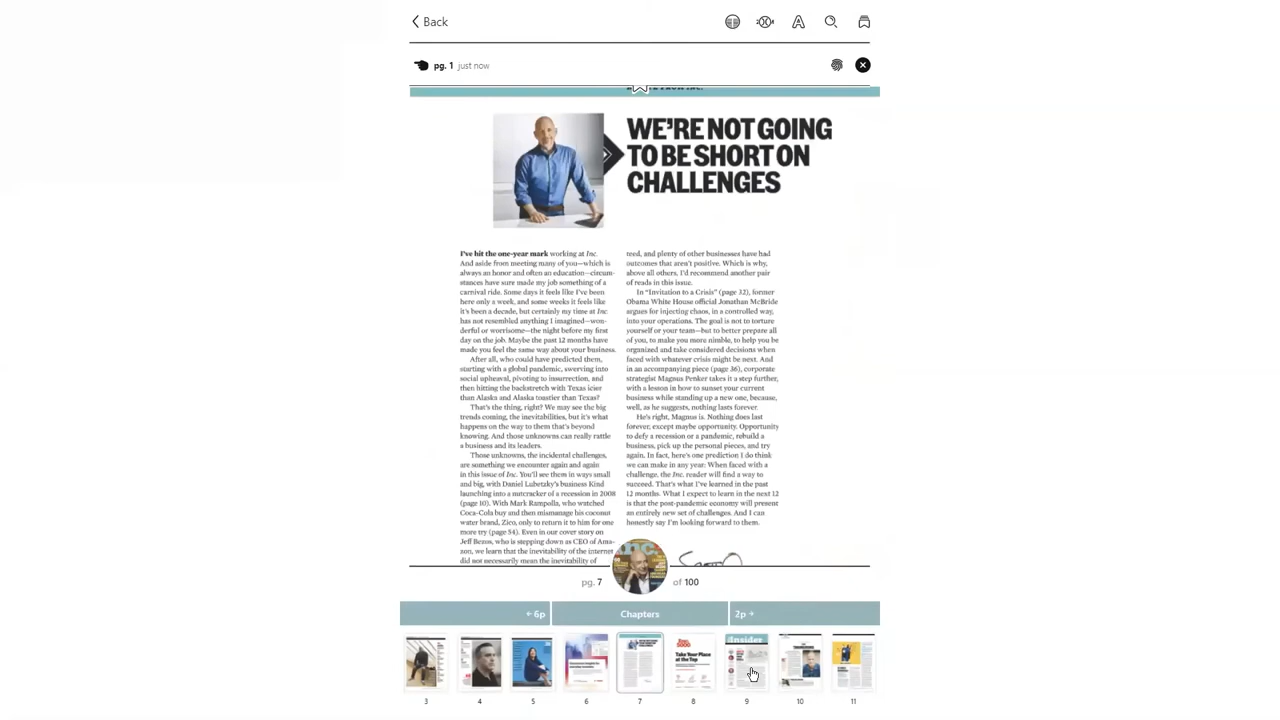 Back
pg. 1 just now
WE'RE NOT GOING
TO BE SHORT ON
CHALLENGES
I've hit the one-year mark working at Inc.
And aside from meeting many of you—which is
always an honor and often an education—circum-
stances have sure made my job something of a
carnival ride. Some days it feels like I've been
here only a week, and some weeks it feels like
it's been a decade, but certainly my time at Inc
has not resembled anything I imagined—won-
derful or worrisome—the night before my first
day on the job. Maybe the past 12 months have
made you feel the same way about your business.
After all, who could have predicted them,
starting with a global pandemic, swerving into
social upheaval, pivoting to insurrection, and
then hitting the backstretch with Texas icier
than Alaska and Alaska toastier than Texas?
That's the thing, right? We may see the big
trends coming, the inevitabilities, but it's what
happens on the way to them that's beyond
knowing. And those unknowns can really rattle
a business and its leaders.
Those unknowns, the incidental challenges,
are something we encounter again and again
in this issue of Inc. You'll see them in ways small
and big, with Daniel Lubetzky's business Kind
launching into a nutcracker of a recession in 2008
(page 10). With Mark Rampolla, who watched
Coca-Cola buy and then mismanage his coconut
water brand, Zico, only to return it to him for one
more try (page 54). Even in our cover story on
Jeff Bezos, who is stepping down as CEO of Ama-
zon, we learn that the inevitability of the internet
did not necessarily mean the inevitability of
reed, and plenty of other businesses have had
outcomes that aren't positive. Which is why,
above all others, I'd recommend another pair
of reads in this issue.
In "Invitation to a Crisis" (page 32), former
Obama White House official Jonathan McBride
argues for injecting chaos, in a controlled way,
into your operations. The goal is not to torture
yourself or your team—but to better prepare all
of you, to make you more nimble, to help you be
organized and take considered decisions when
faced with whatever crisis might be next. And
in an accompanying piece (page 36), corporate
strategist Magnus Penker takes it a step further,
with a lesson in how to sunset your current
business while standing up a new one, because,
well, as he suggests, nothing lasts forever.
He's right, Magnus is. Nothing does last
forever, except maybe opportunity. Opportunity
to defy a recession or a pandemic, rebuild a
business, pick up the personal pieces, and try
again. In fact, here's one prediction I do think
we can make in any year: When faced with a
challenge, the Inc. reader will find a way to
succeed. That's what I've learned in the past
12 months. What I expect to learn in the next 12
is that the post-pandemic economy will present
an entirely new set of challenges. And I can
honestly say I'm looking forward to them.
Inc.
pg. 7 of 100
6p Chapters 2p
Take Your Place
at the Top
Insider
3 4 5 6 7 8 9 10 11